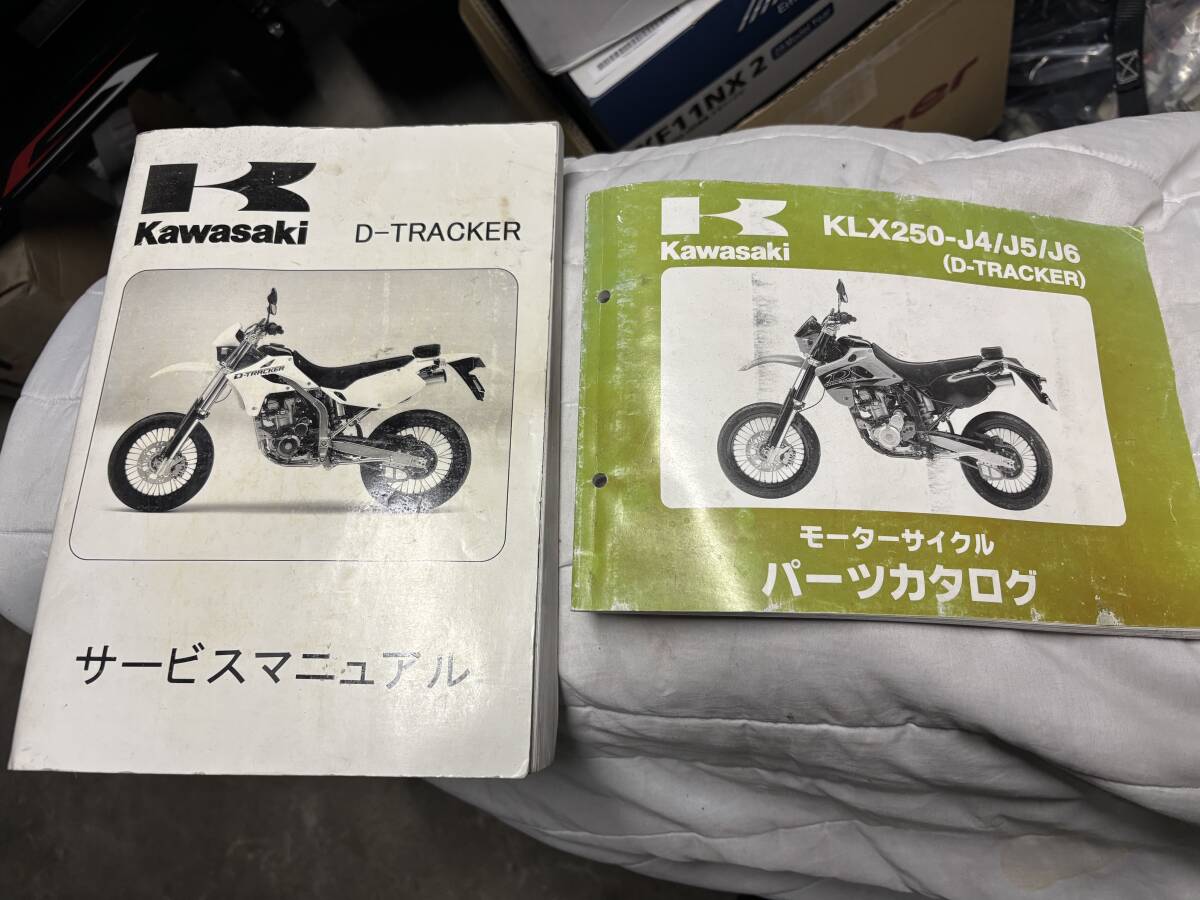 Kawasaki
D-TRACKER
D-TRACKER
サービスマニュアル
Kawasaki
KLX250-J4/J5/J6
(D-TRACKER)
モーターサイクル
パーツカタログ
11NX 2